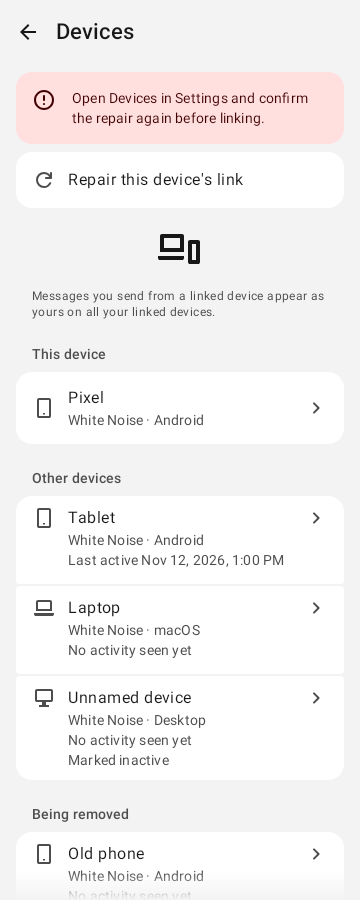 Devices
Open Devices in Settings and confirm
the repair again before linking.
Repair this device's link
Messages you send from a linked device appear as
yours on all your linked devices.
This device
Pixel
White Noise · Android
Other devices
Tablet
White Noise · Android
Last active Nov 12, 2026, 1:00 PM
Laptop
White Noise · macOS
No activity seen yet
Unnamed device
White Noise · Desktop
No activity seen yet
Marked inactive
Being removed
Old phone
White Noise · Android
No activity seen yet